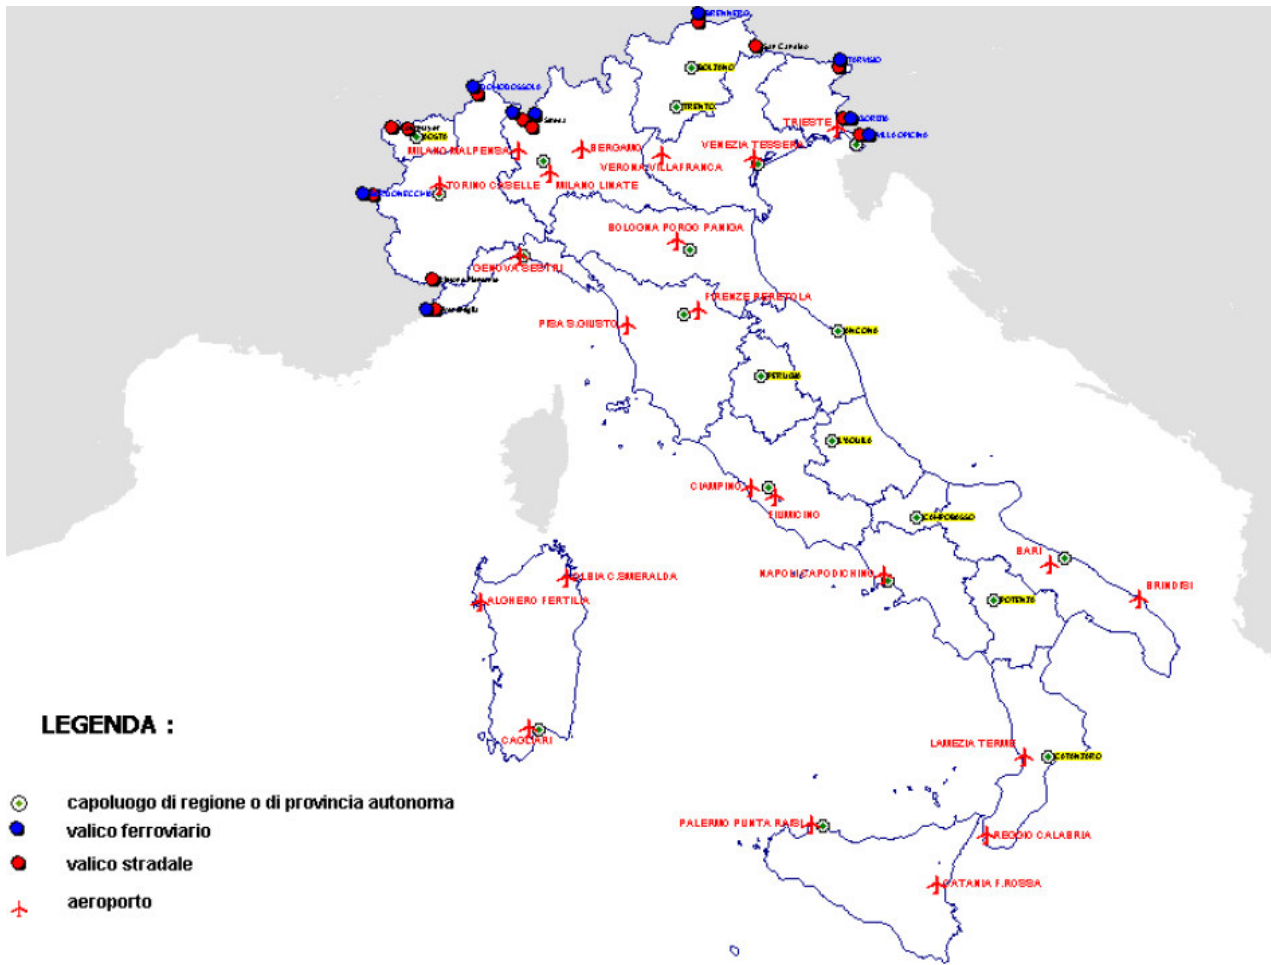 BRENNERO
San Candido
TARVISIO
BOLZANO
DOMODOSSOLA
TRENTO
GORIZIA
TRIESTE
AOSTA
VILLA OPICINA
MILANO MALPENSA
BERGAMO
VENEZIA TESSERA
VERONA VILLAFRANCA
TORINO CASELLE
MILANO LINATE
BOLOGNA PORGO PANIGA
GENOVA SESTRI
FIRENZE PERETOLA
PISA S.GIUSTO
ANCONA
PERUGIA
L'AQUILA
CIAMPINO
FIUMICINO
CAMPOBASSO
BARI
NAPOLI CAPODICHINO
OLBIA C.SMERALDA
ALGHERO FERTILIA
BRINDISI
POTENZA
LEGENDA :
CAGLIARI
LAMEZIA TERME
CATANZARO
capoluogo di regione o di provincia autonoma
valico ferroviario
PALERMO PUNTA RAISI
REGGIO CALABRIA
valico stradale
CATANIA F.ROSSA
aeroporto